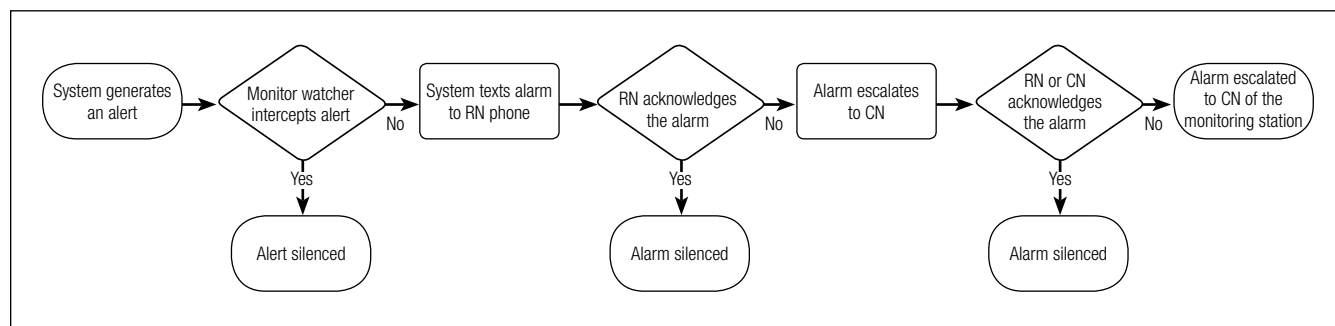 System generates
an alert
Monitor watcher
intercepts alert
No
Yes
Alert silenced
System texts alarm
to RN phone
RN acknowledges
the alarm
No
Yes
Alarm silenced
Alarm escalates
to CN
RN or CN
acknowledges
the alarm
No
Yes
Alarm silenced
Alarm escalated
to CN of the
monitoring station